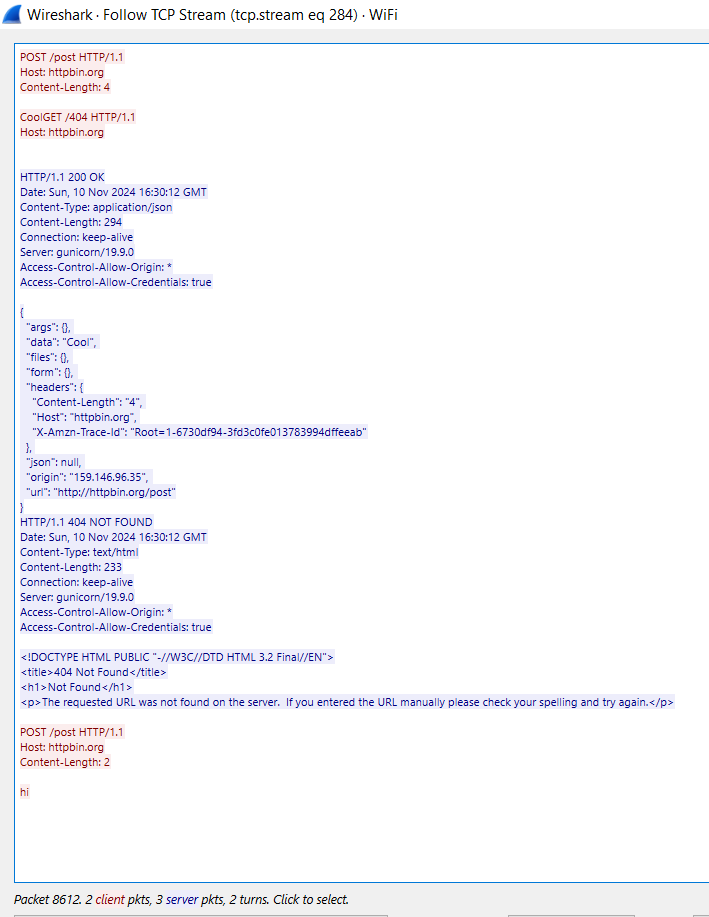 Wireshark · Follow TCP Stream (tcp.stream eq 284) · WiFi
POST /post HTTP/1.1
Host: httpbin.org
Content-Length: 4
CoolGET /404 HTTP/1.1
Host: httpbin.org
HTTP/1.1 200 OK
Date: Sun, 10 Nov 2024 16:30:12 GMT
Content-Type: application/json
Content-Length: 294
Connection: keep-alive
Server: gunicorn/19.9.0
Access-Control-Allow-Origin: *
Access-Control-Allow-Credentials: true
{
  "args": {},
  "data": "Cool",
  "files": {},
  "form": {},
  "headers": {
    "Content-Length": "4",
    "Host": "httpbin.org",
    "X-Amzn-Trace-Id": "Root=1-6730df94-3fd3c0fe013783994dffeeab"
  },
  "json": null,
  "origin": "159.146.96.35",
  "url": "http://httpbin.org/post"
}
HTTP/1.1 404 NOT FOUND
Date: Sun, 10 Nov 2024 16:30:12 GMT
Content-Type: text/html
Content-Length: 233
Connection: keep-alive
Server: gunicorn/19.9.0
Access-Control-Allow-Origin: *
Access-Control-Allow-Credentials: true
<!DOCTYPE HTML PUBLIC "-//W3C//DTD HTML 3.2 Final//EN">
<title>404 Not Found</title>
<h1>Not Found</h1>
<p>The requested URL was not found on the server.  If you entered the URL manually please check your spelling and try again.</p>
POST /post HTTP/1.1
Host: httpbin.org
Content-Length: 2
hi
Packet 8612. 2 client pkts, 3 server pkts, 2 turns. Click to select.